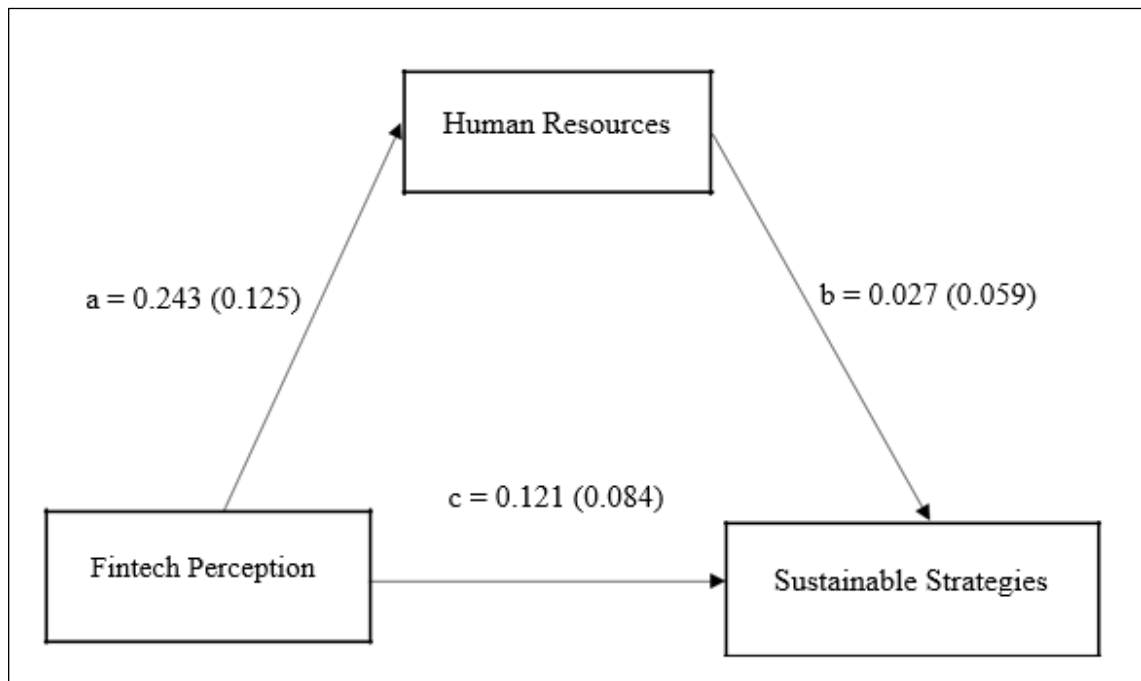 Human Resources
a = 0.243 (0.125)
b = 0.027 (0.059)
c = 0.121 (0.084)
Fintech Perception
Sustainable Strategies